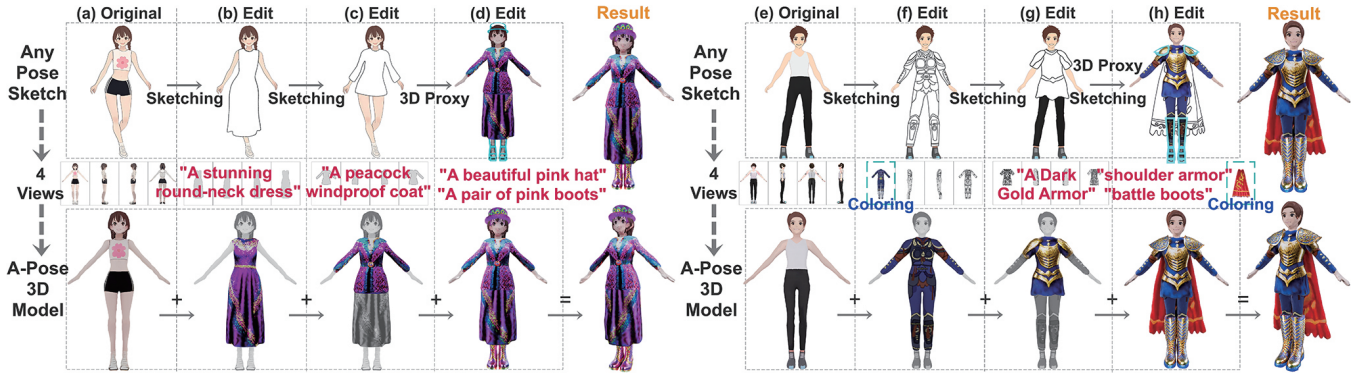 (a) Original
(b) Edit
(c) Edit
(d) Edit
Result
Any
Pose
Sketch
Sketching
Sketching
3D Proxy
4
Views
"A stunning
round-neck dress"
"A peacock
windproof coat"
"A beautiful pink hat"
"A pair of pink boots"
A-Pose
3D
Model
+
+
+
=
(e) Original
(f) Edit
(g) Edit
(h) Edit
Result
Any
Pose
Sketch
Sketching
Sketching
3D Proxy
Sketching
4
Views
Coloring
"A Dark
Gold Armor"
"shoulder armor"
"battle boots"
Coloring
A-Pose
3D
Model
+
+
+
=